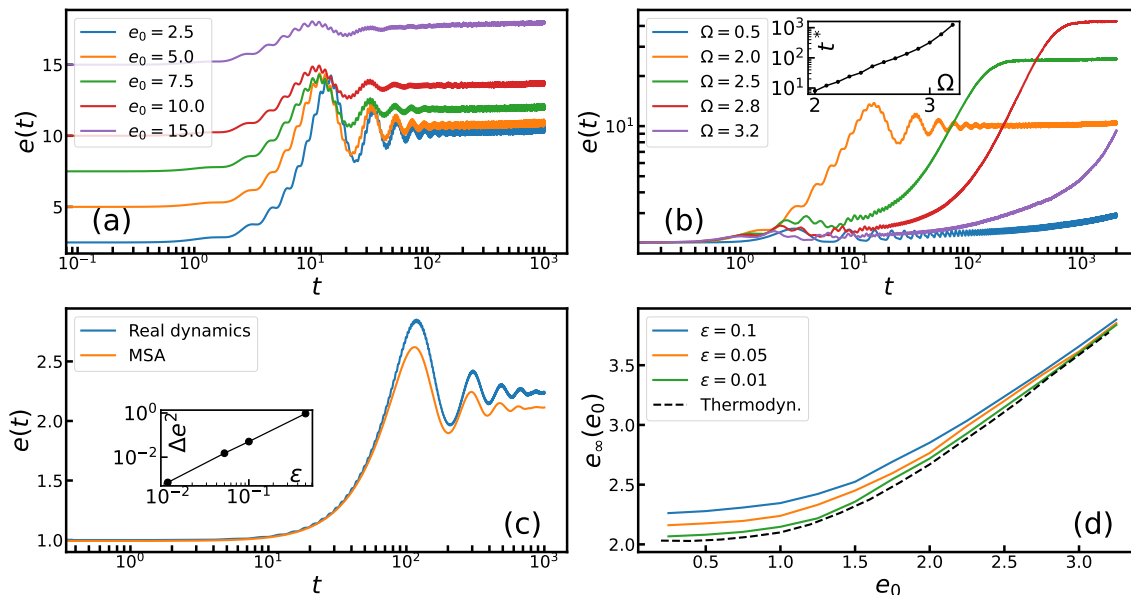 e(t)
15
10
5
e₀ = 2.5
e₀ = 5.0
e₀ = 7.5
e₀ = 10.0
e₀ = 15.0
(a)
10⁻¹ 10⁰ 10¹ 10² 10³
t
e(t)
10¹
Ω = 0.5
Ω = 2.0
Ω = 2.5
Ω = 2.8
Ω = 3.2
10³
10²
10¹
t*
Ω
2 3
(b)
10⁰ 10¹ 10² 10³
t
e(t)
2.5
2.0
1.5
1.0
Real dynamics
MSA
10⁰
10⁻²
Δe²
ε
10⁻² 10⁻¹
(c)
10⁰ 10¹ 10² 10³
t
e∞(e₀)
3.5
3.0
2.5
2.0
ε = 0.1
ε = 0.05
ε = 0.01
Thermodyn.
(d)
0.5 1.0 1.5 2.0 2.5 3.0
e₀